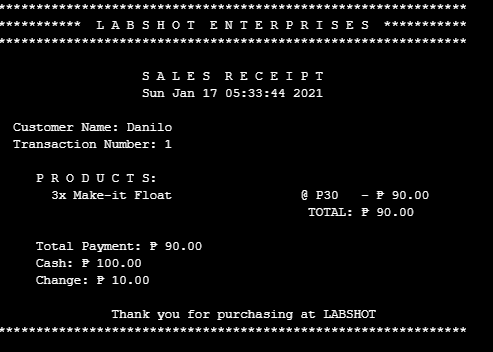 **************************************************************
*********** L A B S H O T  E N T E R P R I S E S ***********
**************************************************************
S A L E S  R E C E I P T
Sun Jan 17 05:33:44 2021
Customer Name: Danilo
Transaction Number: 1
P R O D U C T S:
3x Make-it Float @ P30 - ₱ 90.00
TOTAL: ₱ 90.00
Total Payment: ₱ 90.00
Cash: ₱ 100.00
Change: ₱ 10.00
Thank you for purchasing at LABSHOT
**************************************************************